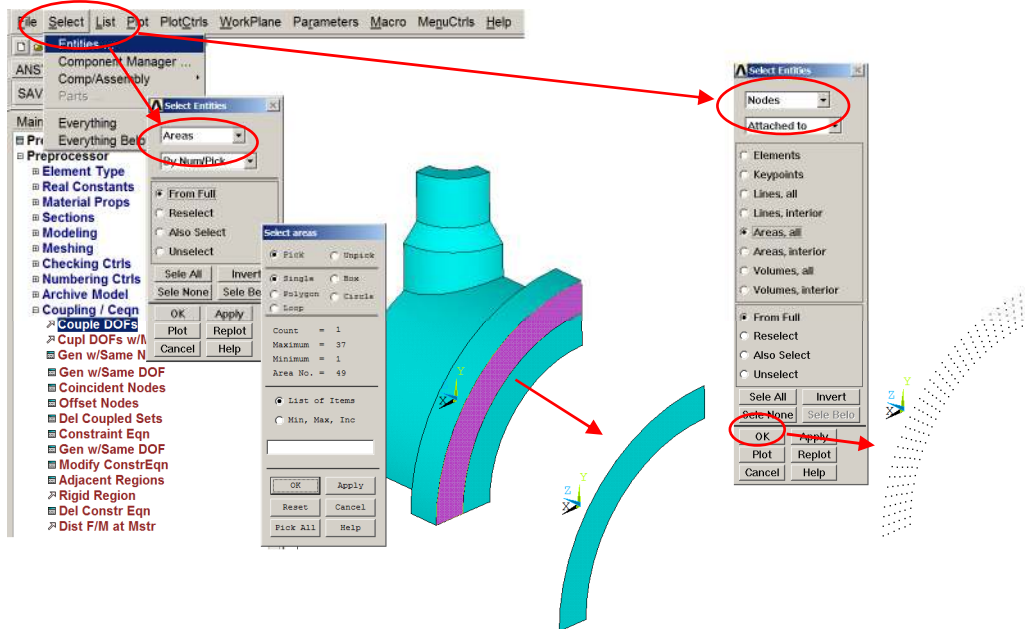 File Select List Plot PlotCtrls WorkPlane Parameters Macro MenuCtrls Help
Entities ...
Component Manager ...
Comp/Assembly
Parts ...
Everything
Everything Belo
ANS
SAV
Main
Pre
Preprocessor
Element Type
Real Constants
Material Props
Sections
Modeling
Meshing
Checking Ctrls
Numbering Ctrls
Archive Model
Coupling / Ceqn
Couple DOFs
Cupl DOFs w/M
Gen w/Same N
Gen w/Same DOF
Coincident Nodes
Offset Nodes
Del Coupled Sets
Constraint Eqn
Gen w/Same DOF
Modify ConstrEqn
Adjacent Regions
Rigid Region
Del Constr Eqn
Dist F/M at Mstr
Select Entities
Areas
By Num/Pick
From Full
Reselect
Also Select
Unselect
Sele All Invert
Sele None Sele Be
OK Apply
Plot Replot
Cancel Help
Select areas
Pick Unpick
Single Box
Polygon Circle
Loop
Count = 1
Maximum = 37
Minimum = 1
Area No. = 49
List of Items
Min, Max, Inc
OK Apply
Reset Cancel
Pick All Help
Y
X
Y
Z
X
Select Entities
Nodes
Attached to
Elements
Keypoints
Lines, all
Lines, interior
Areas, all
Areas, interior
Volumes, all
Volumes, interior
From Full
Reselect
Also Select
Unselect
Sele All Invert
Sele None Sele Belo
OK Apply
Plot Replot
Cancel Help
Y
Z
X